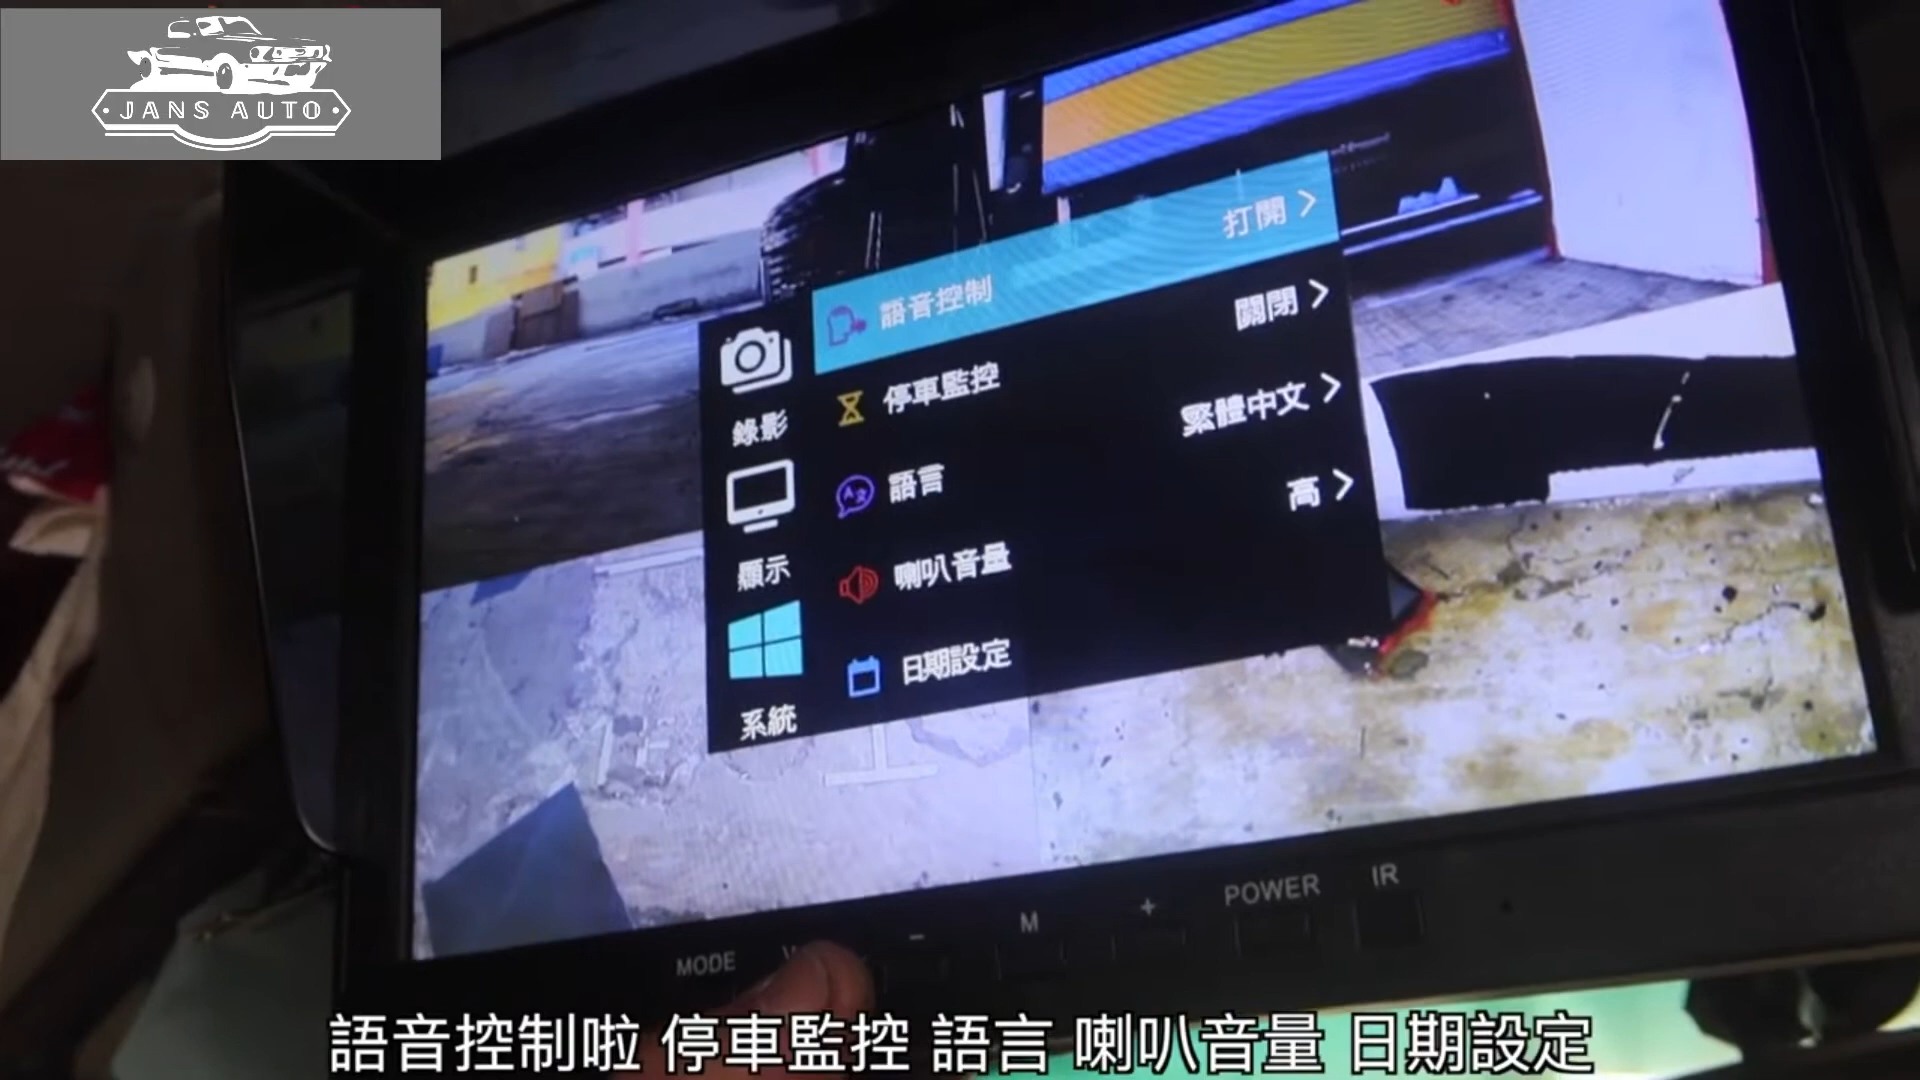 JANS AUTO
語音控制 打開
停車監控 關閉
語言 繁體中文
喇叭音量 高
日期設定
錄影
顯示
系統
MODE
−
M
+
POWER
IR
語音控制啦 停車監控 語言 喇叭音量 日期設定